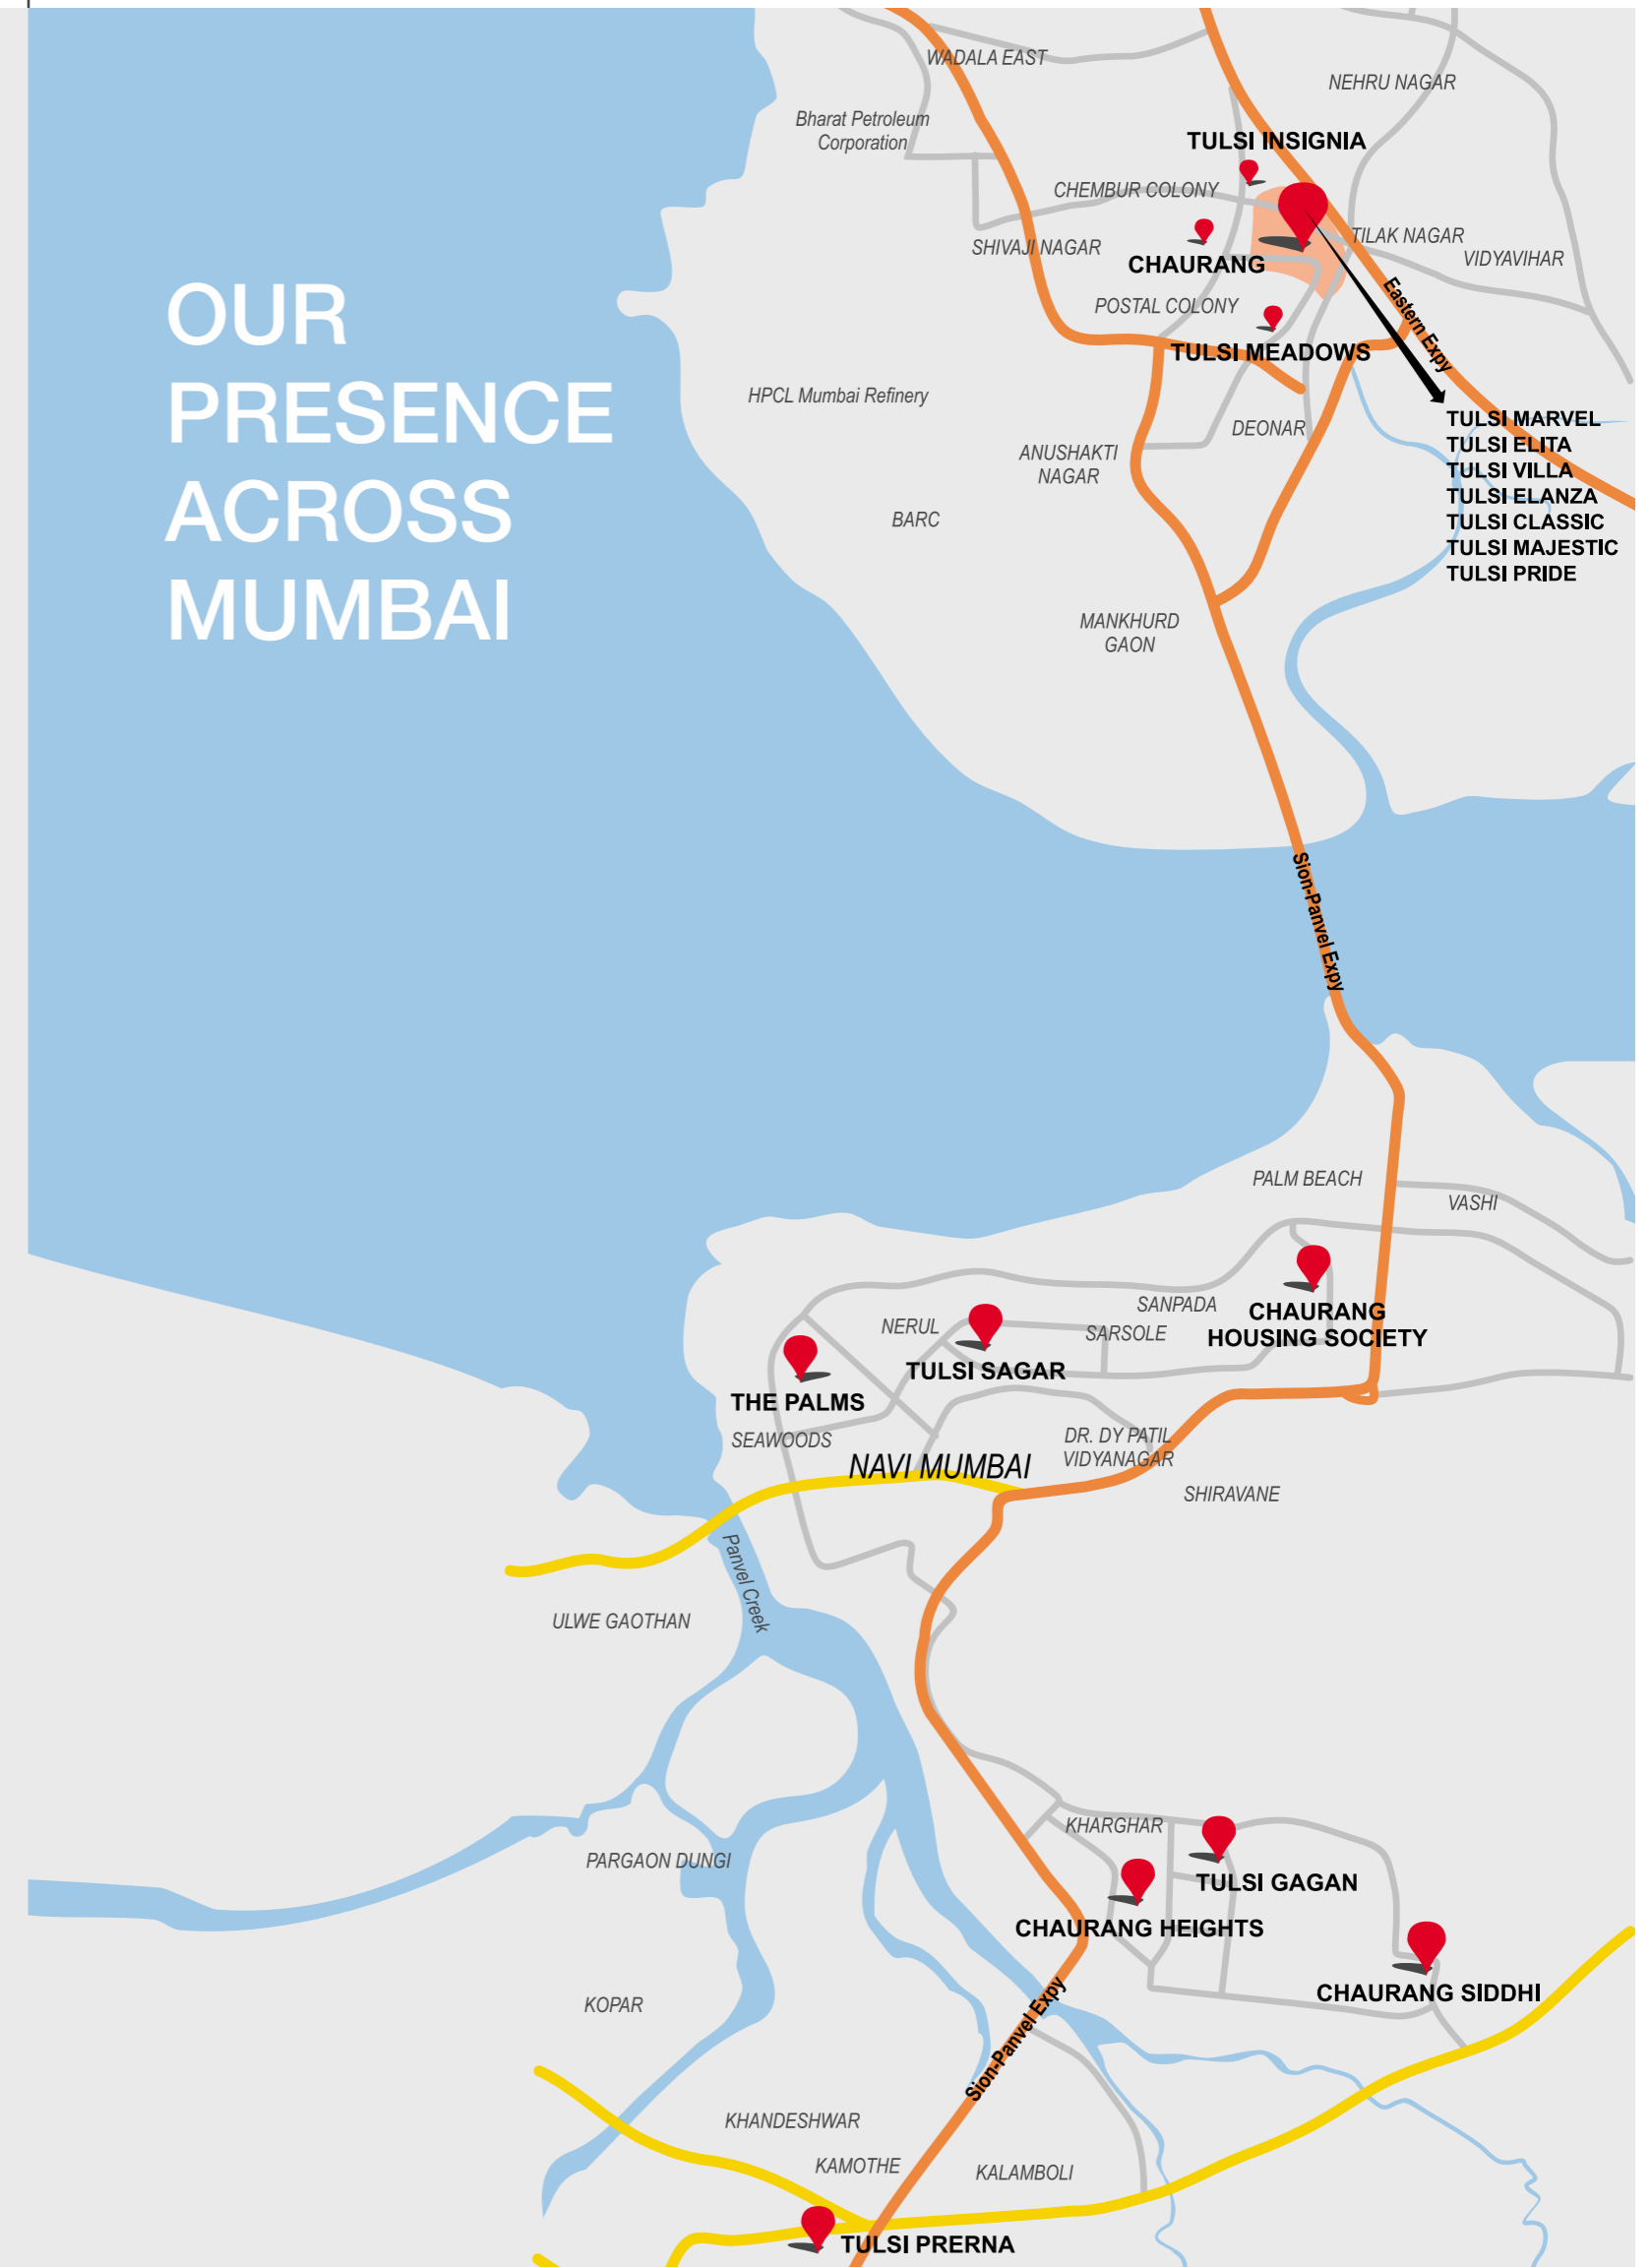 OUR
PRESENCE
ACROSS
MUMBAI
WADALA EAST
NEHRU NAGAR
Bharat Petroleum
Corporation
TULSI INSIGNIA
CHEMBUR COLONY
SHIVAJI NAGAR
CHAURANG
TILAK NAGAR
VIDYAVIHAR
POSTAL COLONY
Eastern Expy
TULSI MEADOWS
HPCL Mumbai Refinery
DEONAR
ANUSHAKTI
NAGAR
BARC
TULSI MARVEL
TULSI ELITA
TULSI VILLA
TULSI ELANZA
TULSI CLASSIC
TULSI MAJESTIC
TULSI PRIDE
MANKHURD
GAON
Sion-Panvel Expy
PALM BEACH
VASHI
SANPADA
CHAURANG
HOUSING SOCIETY
NERUL
SARSOLE
TULSI SAGAR
THE PALMS
SEAWOODS
DR. DY PATIL
VIDYANAGAR
NAVI MUMBAI
SHIRAVANE
Panvel Creek
ULWE GAOTHAN
KHARGHAR
PARGAON DUNGI
TULSI GAGAN
CHAURANG HEIGHTS
CHAURANG SIDDHI
KOPAR
Sion-Panvel Expy
KHANDESHWAR
KAMOTHE
KALAMBOLI
TULSI PRERNA